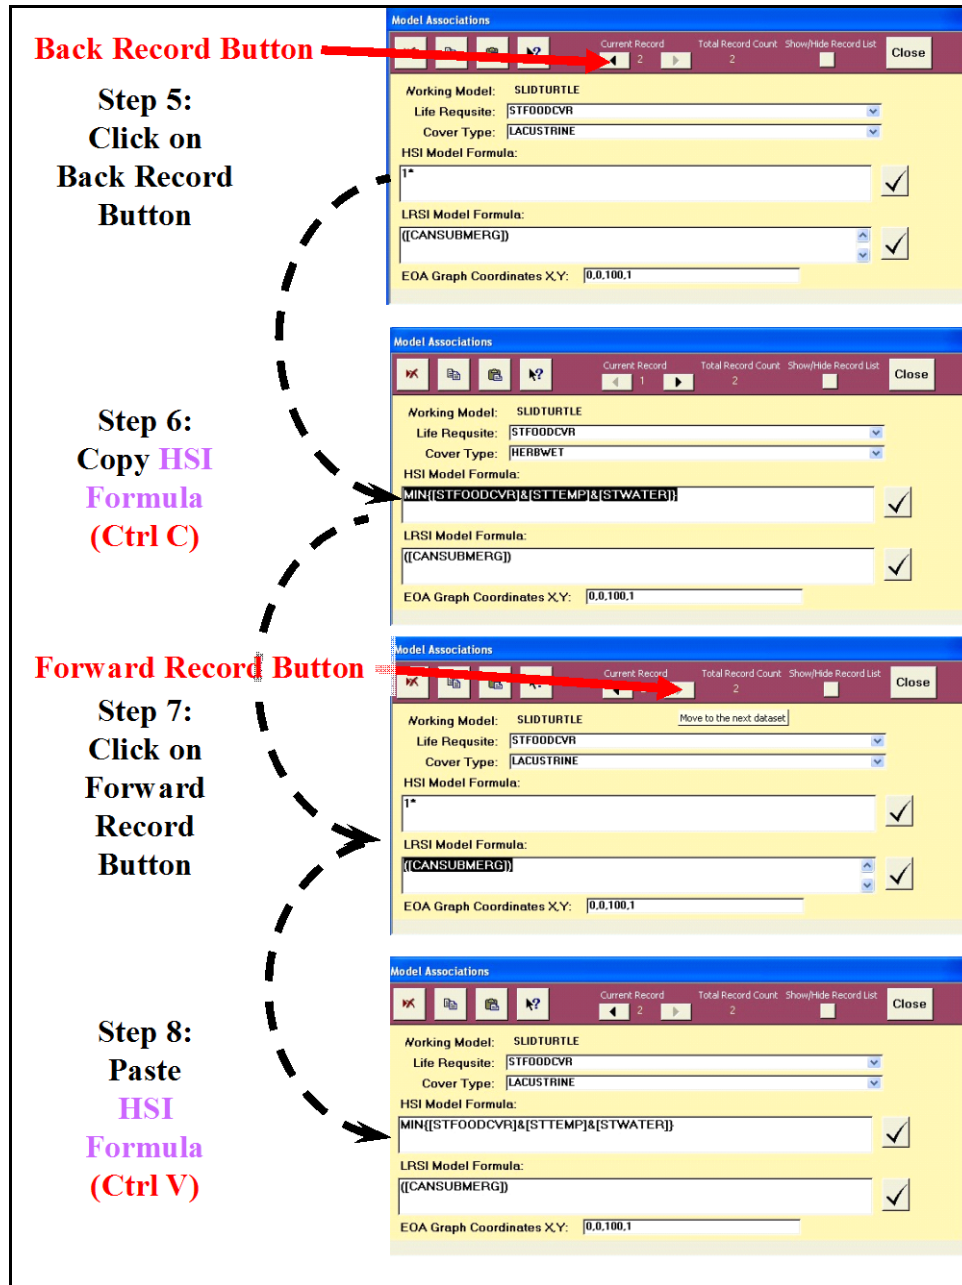 Back Record Button
Step 5:
Click on
Back Record
Button
Model Associations
Current Record
Total Record Count
Show/Hide Record List
Close
2
2
Working Model: SLIDTURTLE
Life Requsite: STFOODCVR
Cover Type: LACUSTRINE
HSI Model Formula:
1*
LRSI Model Formula:
([CANSUBMERG])
EOA Graph Coordinates X,Y: 0,0,100,1
Step 6:
Copy HSI
Formula
(Ctrl C)
Model Associations
Current Record
Total Record Count
Show/Hide Record List
Close
1
2
Working Model: SLIDTURTLE
Life Requsite: STFOODCVR
Cover Type: HERBWET
HSI Model Formula:
MIN{[STFOODCVR]&[STTEMP]&[STWATER]}
LRSI Model Formula:
([CANSUBMERG])
EOA Graph Coordinates X,Y: 0,0,100,1
Forward Record Button
Step 7:
Click on
Forward
Record
Button
Model Associations
Current Record
Total Record Count
Show/Hide Record List
Close
2
Move to the next dataset
Working Model: SLIDTURTLE
Life Requsite: STFOODCVR
Cover Type: LACUSTRINE
HSI Model Formula:
1*
LRSI Model Formula:
([CANSUBMERG])
EOA Graph Coordinates X,Y: 0,0,100,1
Step 8:
Paste
HSI
Formula
(Ctrl V)
Model Associations
Current Record
Total Record Count
Show/Hide Record List
Close
2
2
Working Model: SLIDTURTLE
Life Requsite: STFOODCVR
Cover Type: LACUSTRINE
HSI Model Formula:
MIN{[STFOODCVR]&[STTEMP]&[STWATER]}
LRSI Model Formula:
([CANSUBMERG])
EOA Graph Coordinates X,Y: 0,0,100,1